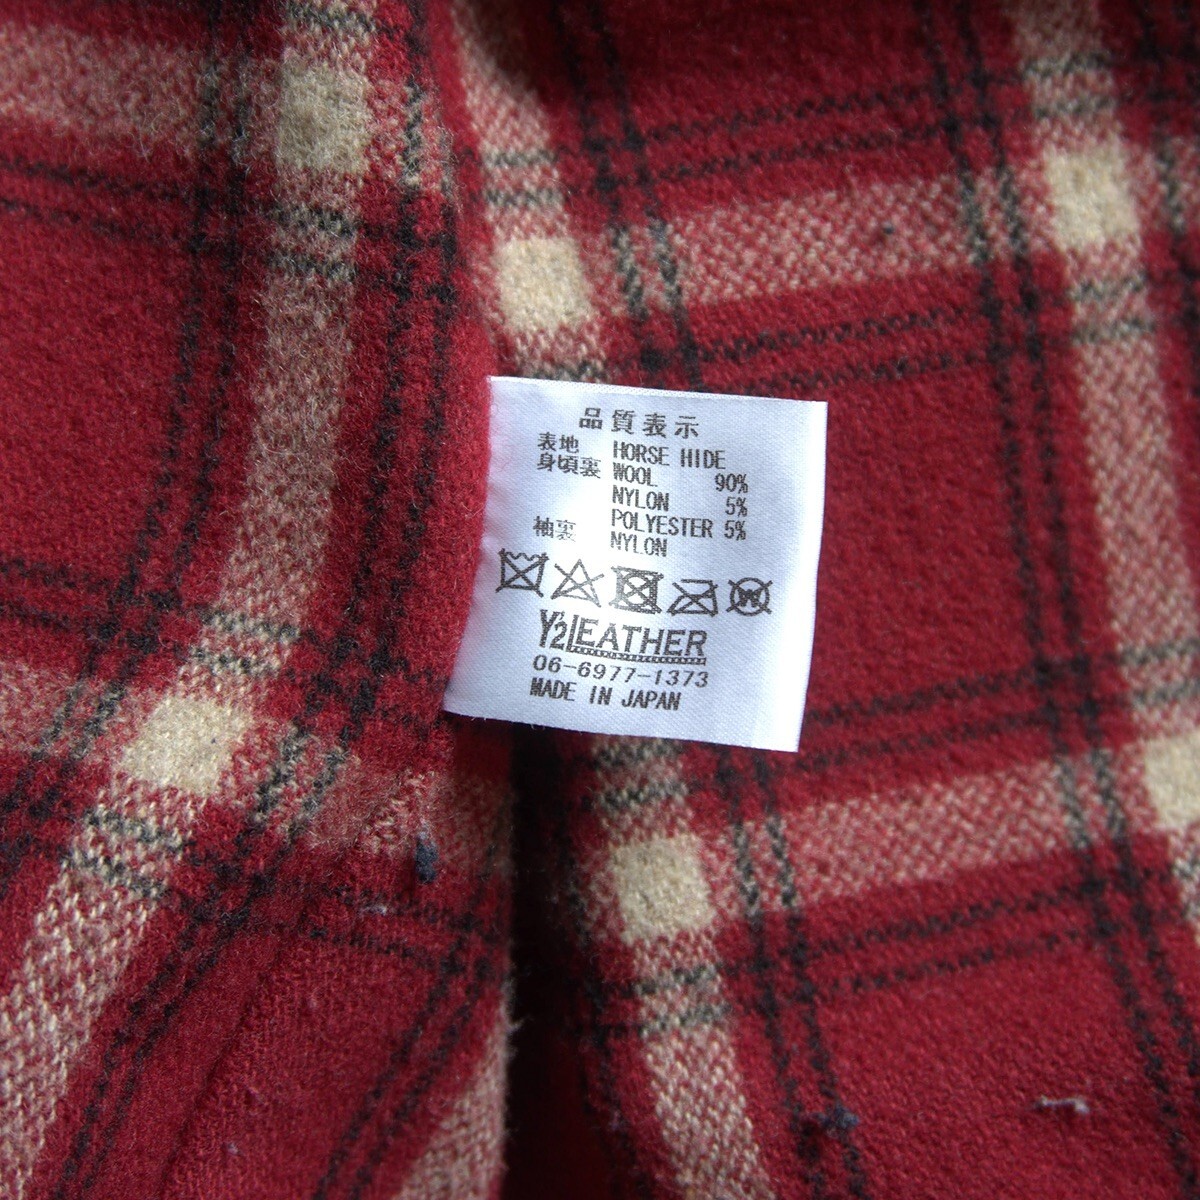 品質表示
表地 HORSE HIDE
身頃裏 WOOL 90%
NYLON 5%
POLYESTER 5%
袖裏 NYLON
W
Y'2LEATHER
06-6977-1373
MADE IN JAPAN